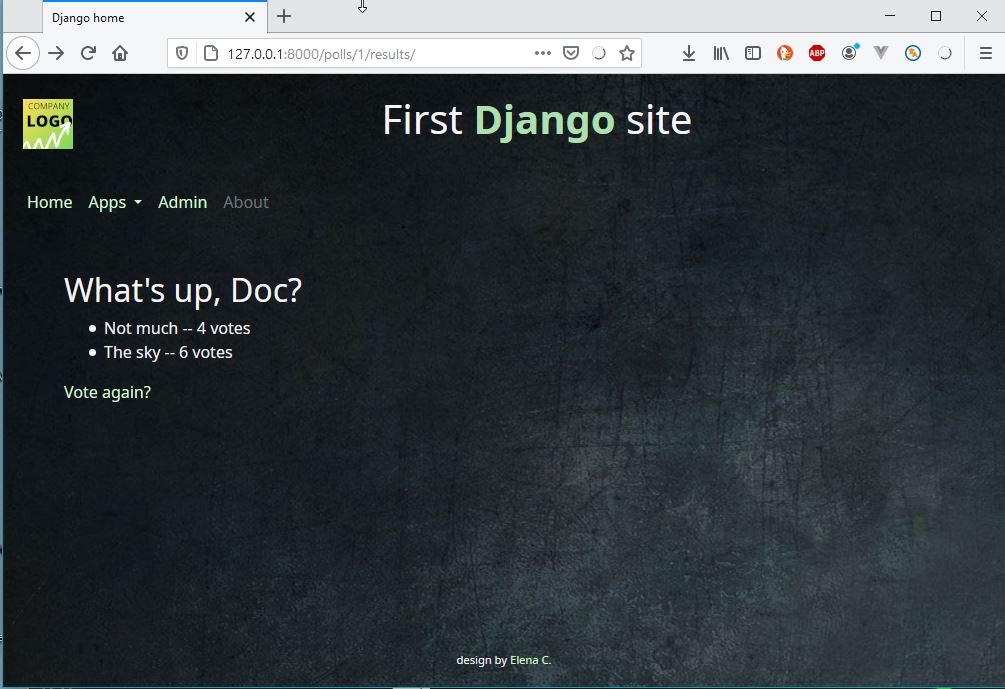 Django home
127.0.0.1:8000/polls/1/results/
ABP
COMPANY
LOGO
First Django site
Home Apps Admin About
What's up, Doc?
Not much -- 4 votes
The sky -- 6 votes
Vote again?
design by Elena C.